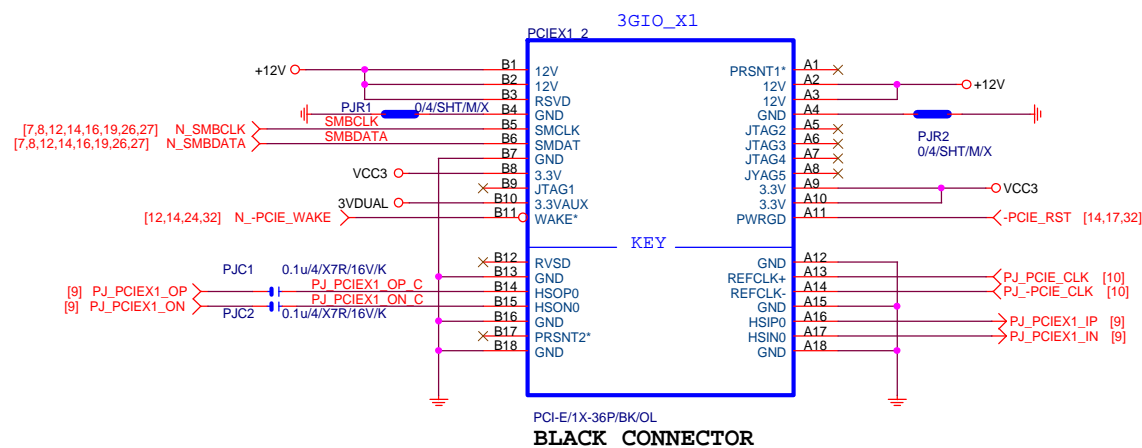 3GIO_X1
PCIEX1_2
+12V
B1 12V
B2 12V
B3 RSVD
PJR1 0/4/SHT/M/X B4 GND
[7,8,12,14,16,19,26,27] N_SMBCLK SMBCLK B5 SMCLK
[7,8,12,14,16,19,26,27] N_SMBDATA SMBDATA B6 SMDAT
B7 GND
VCC3 B8 3.3V
B9 JTAG1
3VDUAL B10 3.3VAUX
[12,14,24,32] N_-PCIE_WAKE B11 WAKE*
KEY
B12 RVSD
PJC1 0.1u/4/X7R/16V/K B13 GND
[9] PJ_PCIEX1_OP PJ_PCIEX1_OP_C B14 HSOP0
[9] PJ_PCIEX1_ON PJ_PCIEX1_ON_C B15 HSON0
PJC2 0.1u/4/X7R/16V/K B16 GND
B17 PRSNT2*
B18 GND
PRSNT1* A1
12V A2 +12V
12V A3
GND A4
JTAG2 A5
JTAG3 A6 PJR2
JTAG4 A7 0/4/SHT/M/X
JYAG5 A8
3.3V A9 VCC3
3.3V A10
PWRGD A11 -PCIE_RST [14,17,32]
GND A12
REFCLK+ A13 PJ_PCIE_CLK [10]
REFCLK- A14 PJ_-PCIE_CLK [10]
GND A15
HSIP0 A16 PJ_PCIEX1_IP [9]
HSIN0 A17 PJ_PCIEX1_IN [9]
GND A18
PCI-E/1X-36P/BK/OL
BLACK CONNECTOR